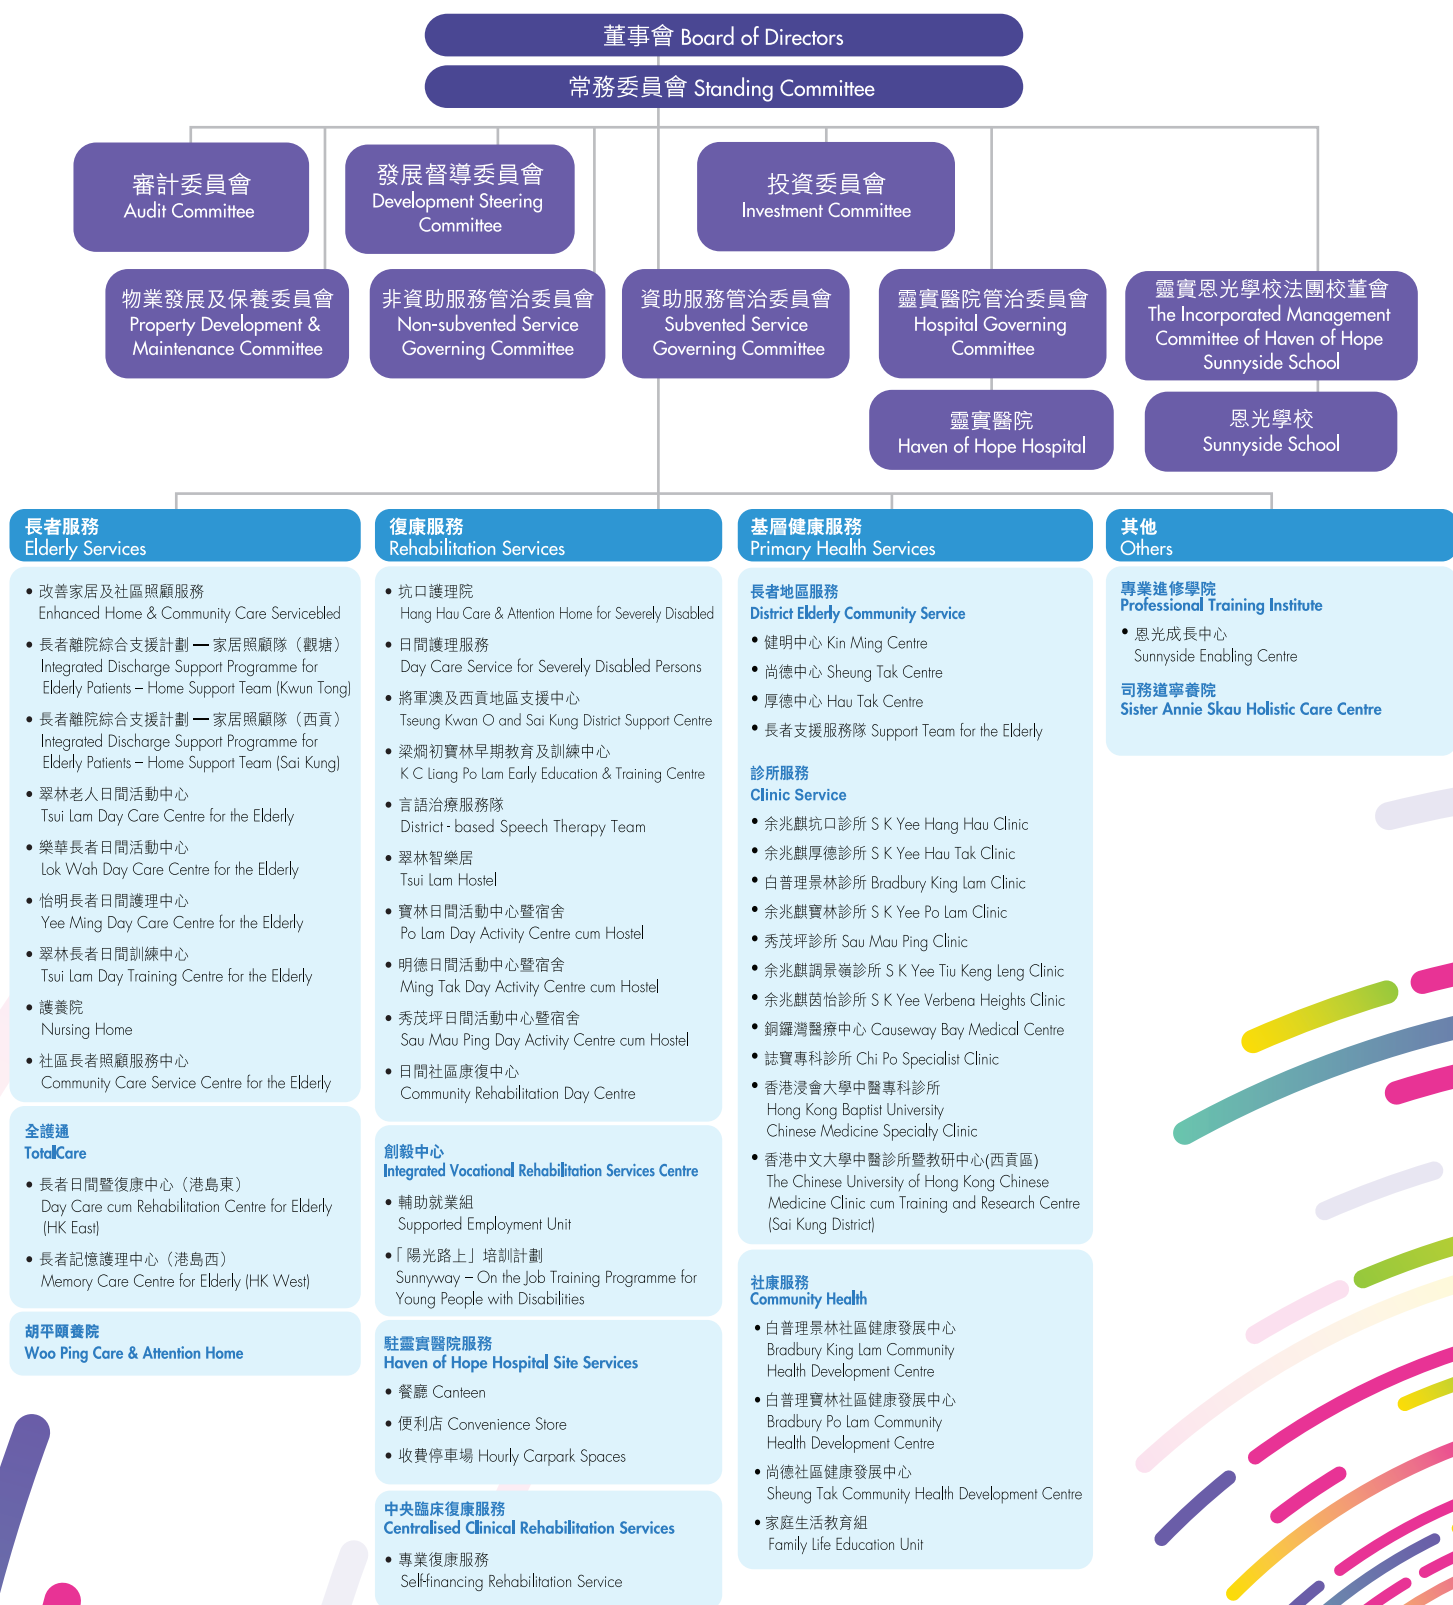 董事會 Board of Directors
常務委員會 Standing Committee
審計委員會
Audit Committee
發展督導委員會
Development Steering
Committee
投資委員會
Investment Committee
物業發展及保養委員會
Property Development &
Maintenance Committee
非資助服務管治委員會
Non-subvented Service
Governing Committee
資助服務管治委員會
Subvented Service
Governing Committee
靈實醫院管治委員會
Hospital Governing
Committee
靈實恩光學校法團校董會
The Incorporated Management
Committee of Haven of Hope
Sunnyside School
靈實醫院
Haven of Hope Hospital
恩光學校
Sunnyside School
長者服務
Elderly Services
• 改善家居及社區照顧服務
Enhanced Home & Community Care Servicebled
• 長者離院綜合支援計劃 — 家居照顧隊（觀塘）
Integrated Discharge Support Programme for
Elderly Patients – Home Support Team (Kwun Tong)
• 長者離院綜合支援計劃 — 家居照顧隊（西貢）
Integrated Discharge Support Programme for
Elderly Patients – Home Support Team (Sai Kung)
• 翠林老人日間活動中心
Tsui Lam Day Care Centre for the Elderly
• 樂華長者日間活動中心
Lok Wah Day Care Centre for the Elderly
• 怡明長者日間護理中心
Yee Ming Day Care Centre for the Elderly
• 翠林長者日間訓練中心
Tsui Lam Day Training Centre for the Elderly
• 護養院
Nursing Home
• 社區長者照顧服務中心
Community Care Service Centre for the Elderly
全護通
TotalCare
• 長者日間暨復康中心（港島東）
Day Care cum Rehabilitation Centre for Elderly
(HK East)
• 長者記憶護理中心（港島西）
Memory Care Centre for Elderly (HK West)
胡平頤養院
Woo Ping Care & Attention Home
復康服務
Rehabilitation Services
• 坑口護理院
Hang Hau Care & Attention Home for Severely Disabled
• 日間護理服務
Day Care Service for Severely Disabled Persons
• 將軍澳及西貢地區支援中心
Tseung Kwan O and Sai Kung District Support Centre
• 梁燗初寶林早期教育及訓練中心
K C Liang Po Lam Early Education & Training Centre
• 言語治療服務隊
District - based Speech Therapy Team
• 翠林智樂居
Tsui Lam Hostel
• 寶林日間活動中心暨宿舍
Po Lam Day Activity Centre cum Hostel
• 明德日間活動中心暨宿舍
Ming Tak Day Activity Centre cum Hostel
• 秀茂坪日間活動中心暨宿舍
Sau Mau Ping Day Activity Centre cum Hostel
• 日間社區康復中心
Community Rehabilitation Day Centre
創毅中心
Integrated Vocational Rehabilitation Services Centre
• 輔助就業組
Supported Employment Unit
•「陽光路上」培訓計劃
Sunnyway – On the Job Training Programme for
Young People with Disabilities
駐靈實醫院服務
Haven of Hope Hospital Site Services
• 餐廳 Canteen
• 便利店 Convenience Store
• 收費停車場 Hourly Carpark Spaces
中央臨床復康服務
Centralised Clinical Rehabilitation Services
• 專業復康服務
Self-financing Rehabilitation Service
基層健康服務
Primary Health Services
長者地區服務
District Elderly Community Service
• 健明中心 Kin Ming Centre
• 尚德中心 Sheung Tak Centre
• 厚德中心 Hau Tak Centre
• 長者支援服務隊 Support Team for the Elderly
診所服務
Clinic Service
• 余兆麒坑口診所 S K Yee Hang Hau Clinic
• 余兆麒厚德診所 S K Yee Hau Tak Clinic
• 白普理景林診所 Bradbury King Lam Clinic
• 余兆麒寶林診所 S K Yee Po Lam Clinic
• 秀茂坪診所 Sau Mau Ping Clinic
• 余兆麒調景嶺診所 S K Yee Tiu Keng Leng Clinic
• 余兆麒茵怡診所 S K Yee Verbena Heights Clinic
• 銅鑼灣醫療中心 Causeway Bay Medical Centre
• 誌寶專科診所 Chi Po Specialist Clinic
• 香港浸會大學中醫專科診所
Hong Kong Baptist University
Chinese Medicine Specialty Clinic
• 香港中文大學中醫診所暨教研中心(西貢區)
The Chinese University of Hong Kong Chinese
Medicine Clinic cum Training and Research Centre
(Sai Kung District)
社康服務
Community Health
• 白普理景林社區健康發展中心
Bradbury King Lam Community
Health Development Centre
• 白普理寶林社區健康發展中心
Bradbury Po Lam Community
Health Development Centre
• 尚德社區健康發展中心
Sheung Tak Community Health Development Centre
• 家庭生活教育組
Family Life Education Unit
其他
Others
專業進修學院
Professional Training Institute
• 恩光成長中心
Sunnyside Enabling Centre
司務道寧養院
Sister Annie Skau Holistic Care Centre